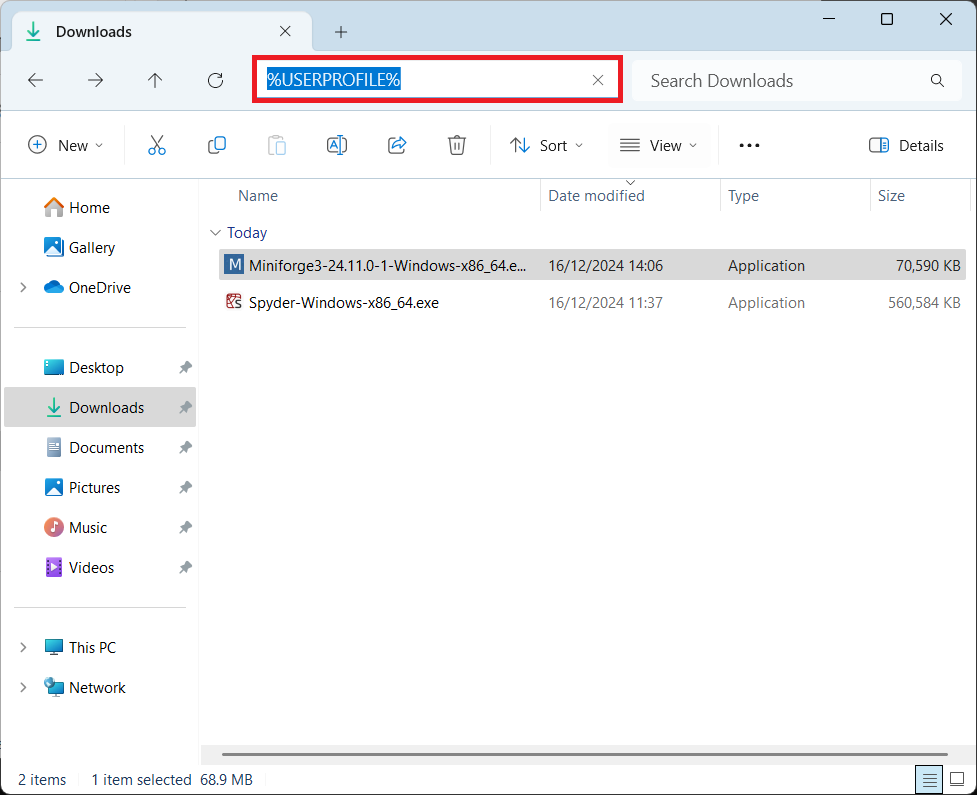 Downloads
%USERPROFILE%
Search Downloads
New
Sort
View
Details
Home
Gallery
OneDrive
Desktop
Downloads
Documents
Pictures
Music
Videos
This PC
Network
Name Date modified Type Size
Today
M Miniforge3-24.11.0-1-Windows-x86_64.e... 16/12/2024 14:06 Application 70,590 KB
Spyder-Windows-x86_64.exe 16/12/2024 11:37 Application 560,584 KB
2 items 1 item selected 68.9 MB